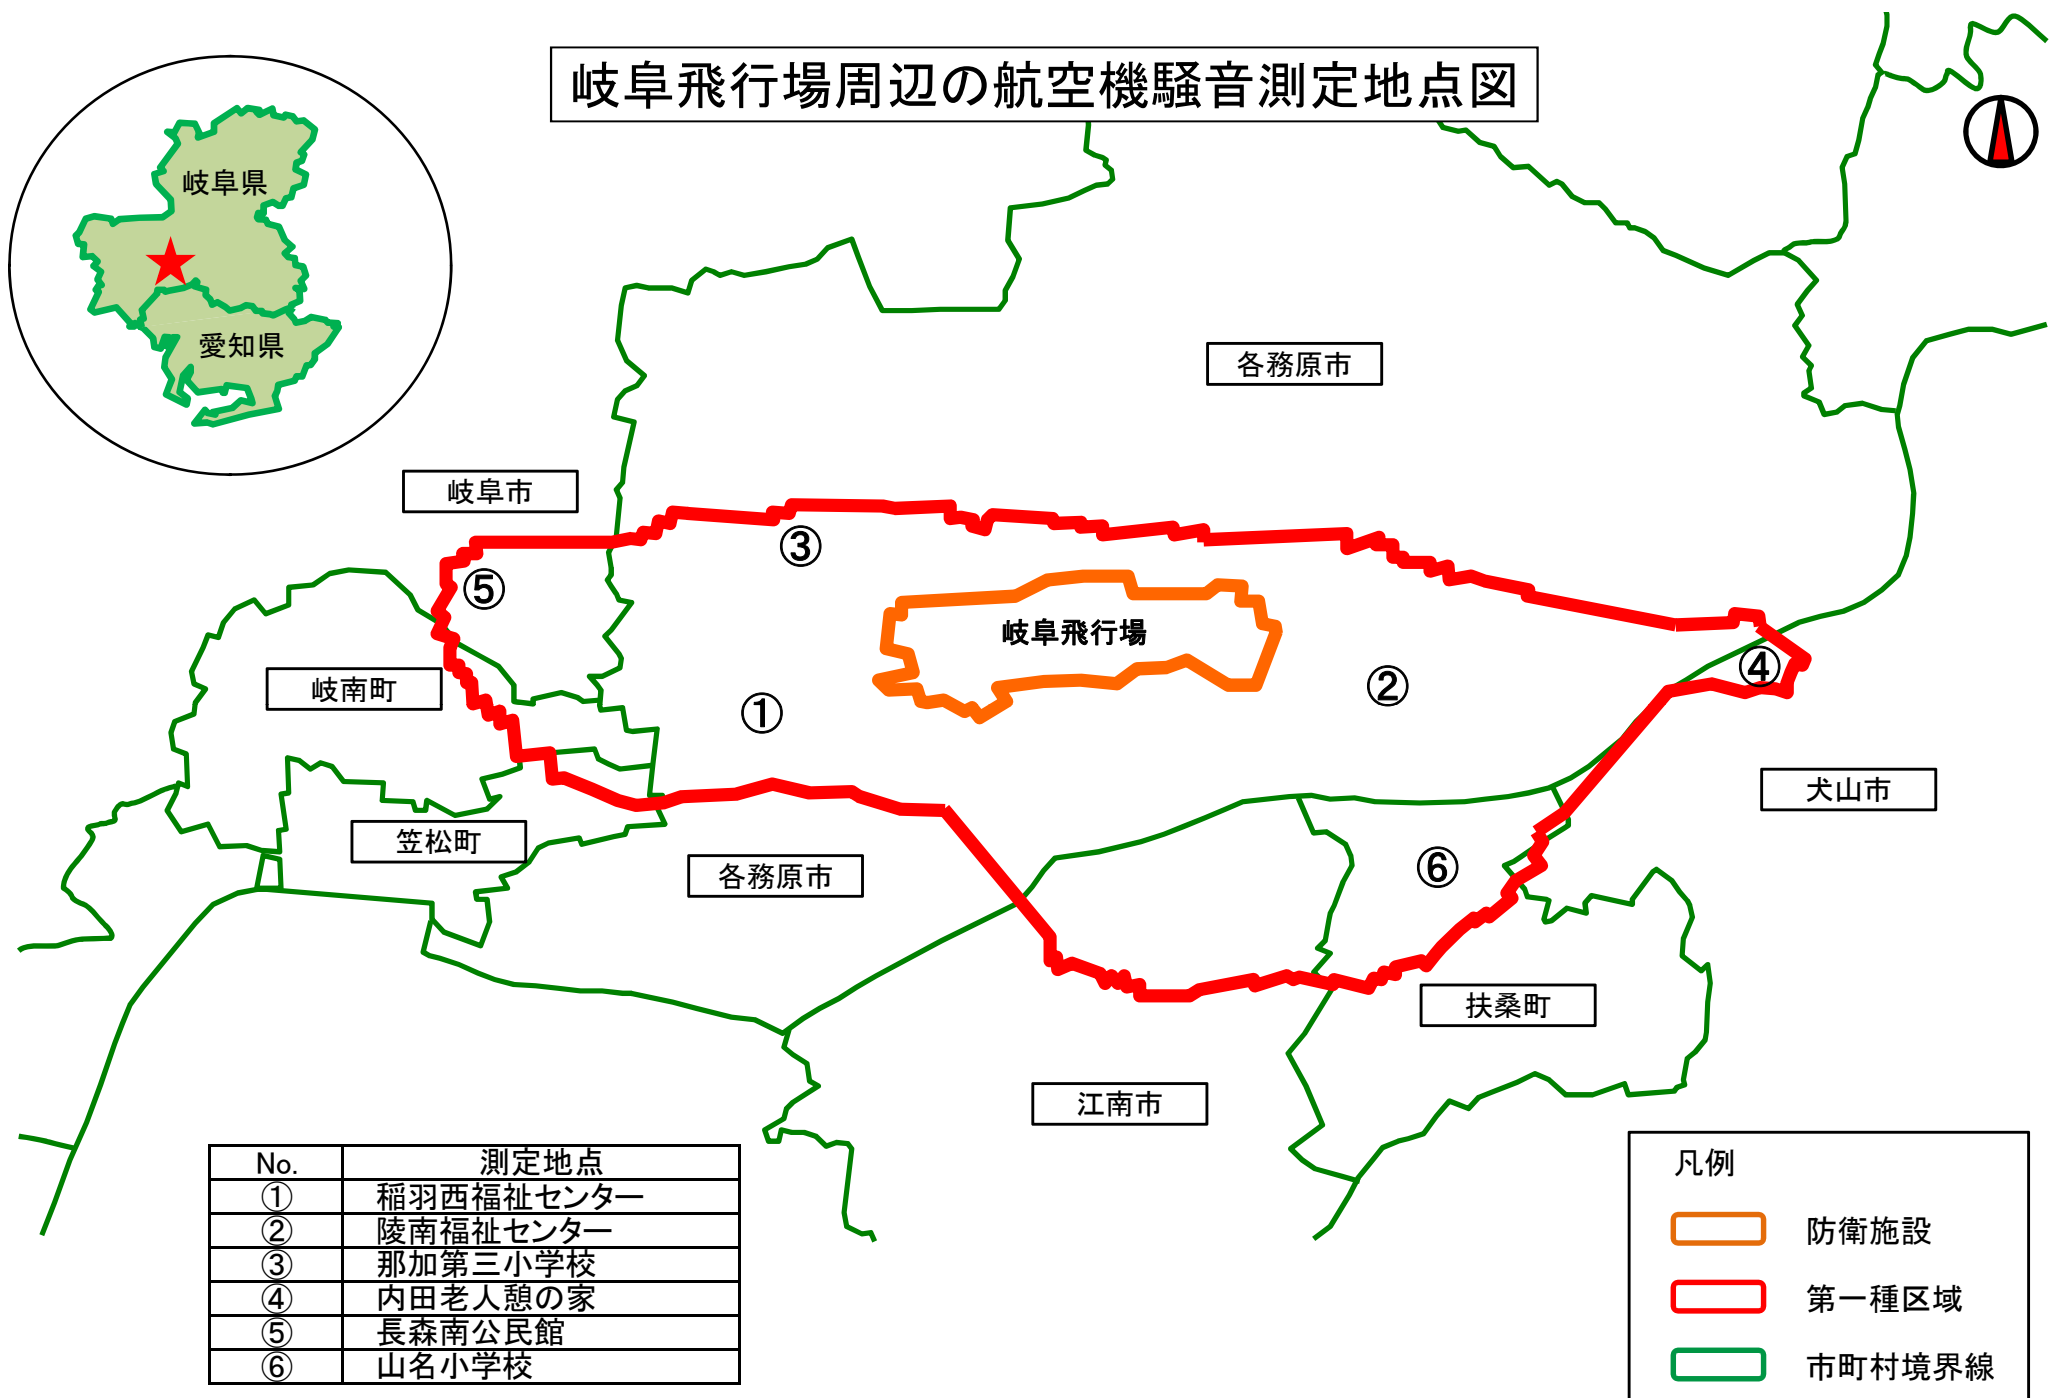 岐阜飛行場周辺の航空機騒音測定地点図
岐阜県
愛知県
各務原市
岐阜市
③
⑤
岐阜飛行場
④
②
岐南町
①
犬山市
笠松町
⑥
各務原市
扶桑町
江南市
No. 測定地点
① 稲羽西福祉センター
② 陵南福祉センター
③ 那加第三小学校
④ 内田老人憩の家
⑤ 長森南公民館
⑥ 山名小学校
凡例
防衛施設
第一種区域
市町村境界線